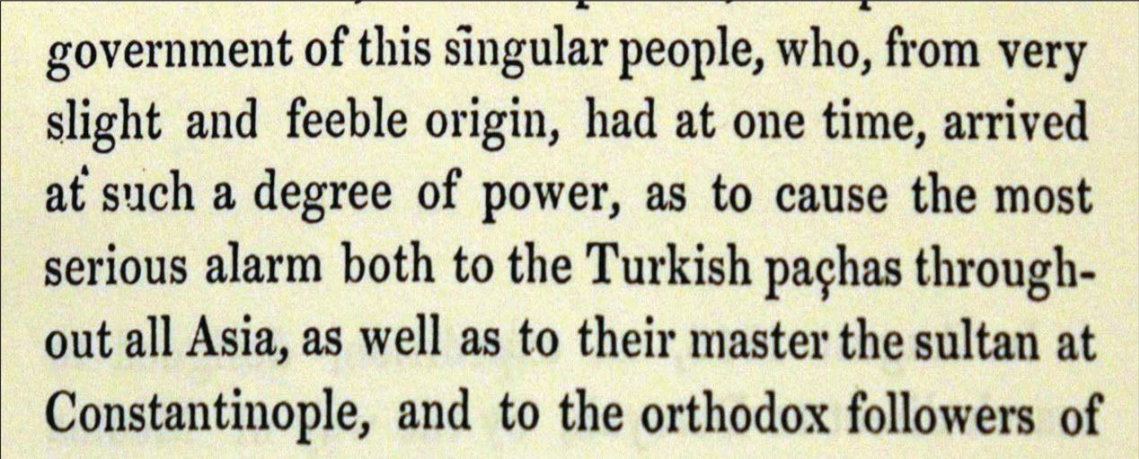 government of this singular people, who, from very
slight and feeble origin, had at one time, arrived
at such a degree of power, as to cause the most
serious alarm both to the Turkish paçhas through-
out all Asia, as well as to their master the sultan at
Constantinople, and to the orthodox followers of